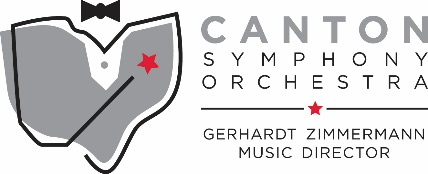 CANTON
SYMPHONY
ORCHESTRA
GERHARDT ZIMMERMANN
MUSIC DIRECTOR